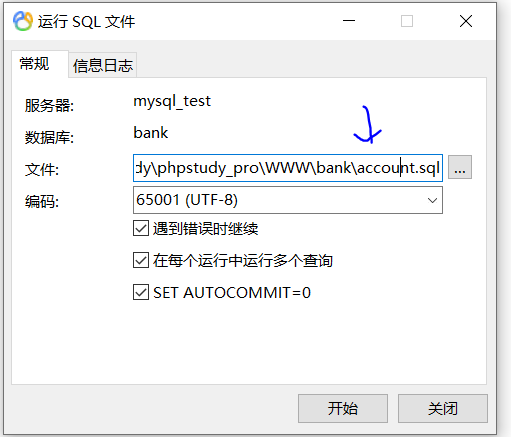 运行 SQL 文件
常规 信息日志
服务器: mysql_test
数据库: bank
文件: dy\phpstudy_pro\WWW\bank\account.sql ...
编码: 65001 (UTF-8)
遇到错误时继续
在每个运行中运行多个查询
SET AUTOCOMMIT=0
开始 关闭